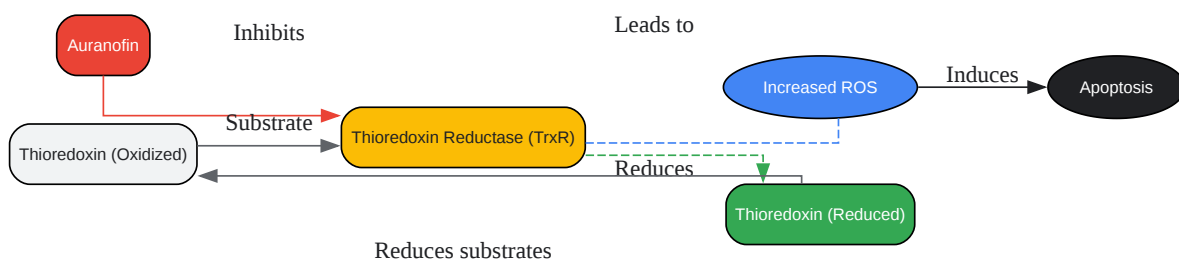 Inhibits
Leads to
Auranofin
Increased ROS
Induces
Apoptosis
Substrate
Thioredoxin Reductase (TrxR)
Thioredoxin (Oxidized)
Reduces
Thioredoxin (Reduced)
Reduces substrates